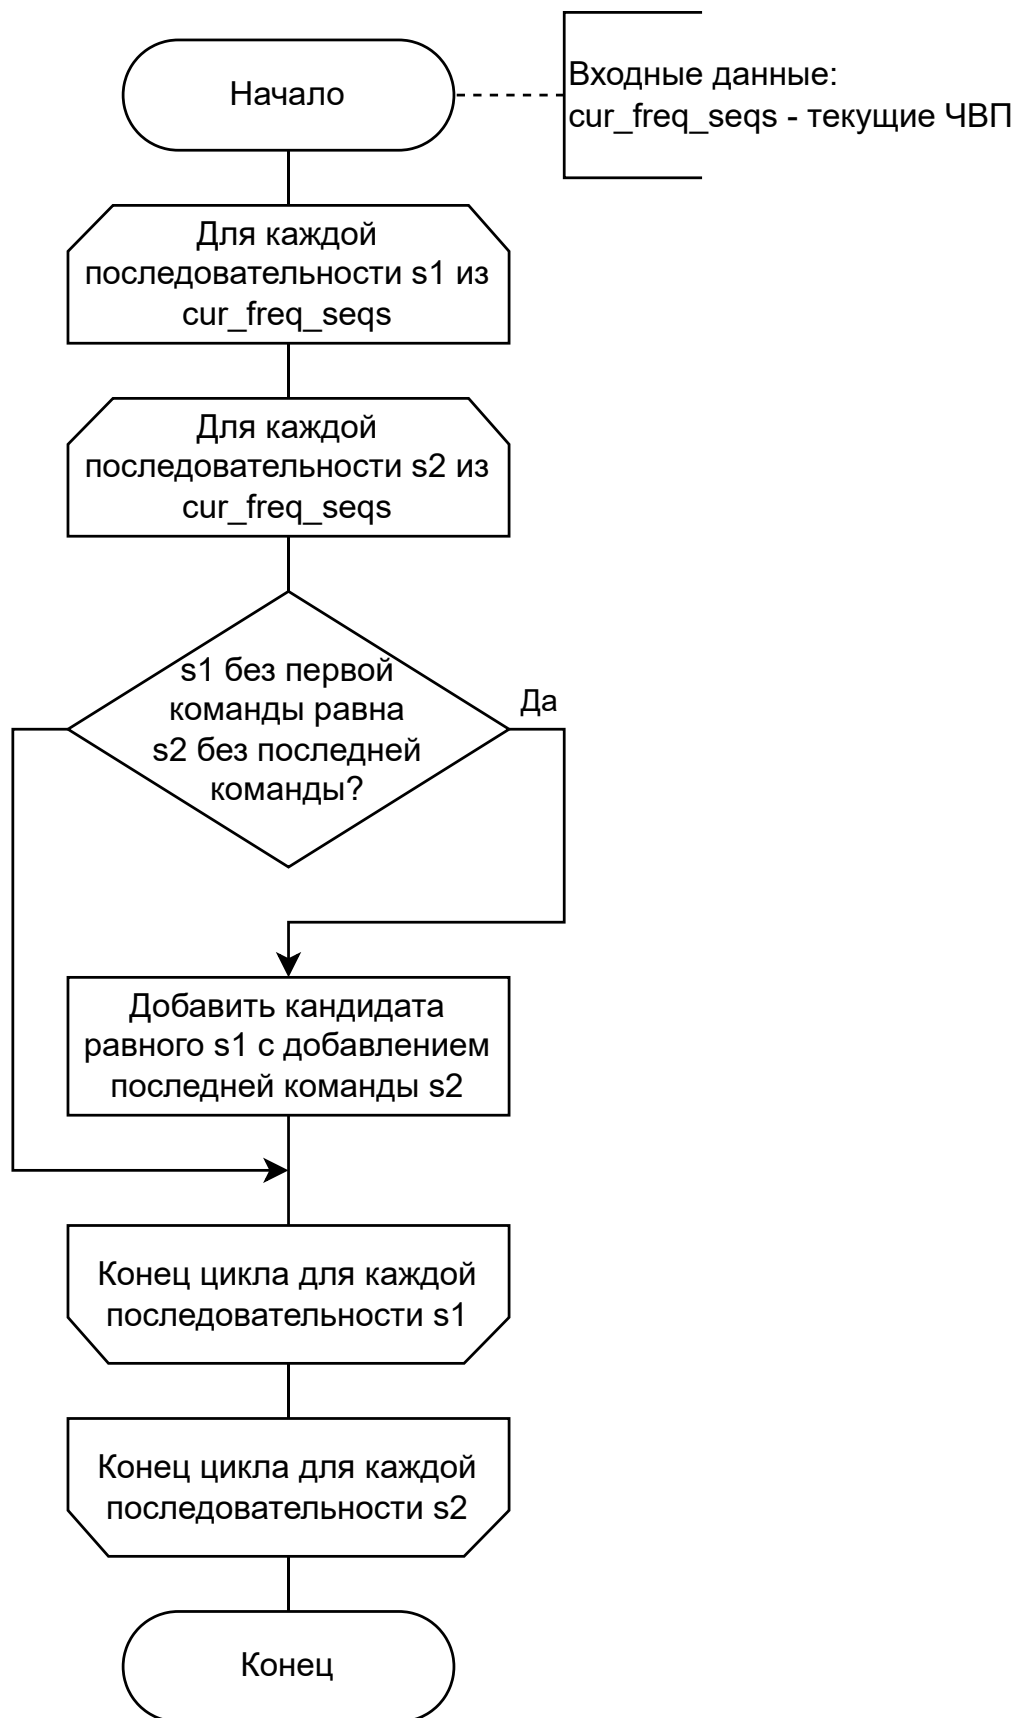 Начало
Входные данные:
cur_freq_seqs - текущие ЧВП
Для каждой
последовательности s1 из
cur_freq_seqs
Для каждой
последовательности s2 из
cur_freq_seqs
s1 без первой
команды равна
s2 без последней
команды?
Да
Добавить кандидата
равного s1 с добавлением
последней команды s2
Конец цикла для каждой
последовательности s1
Конец цикла для каждой
последовательности s2
Конец